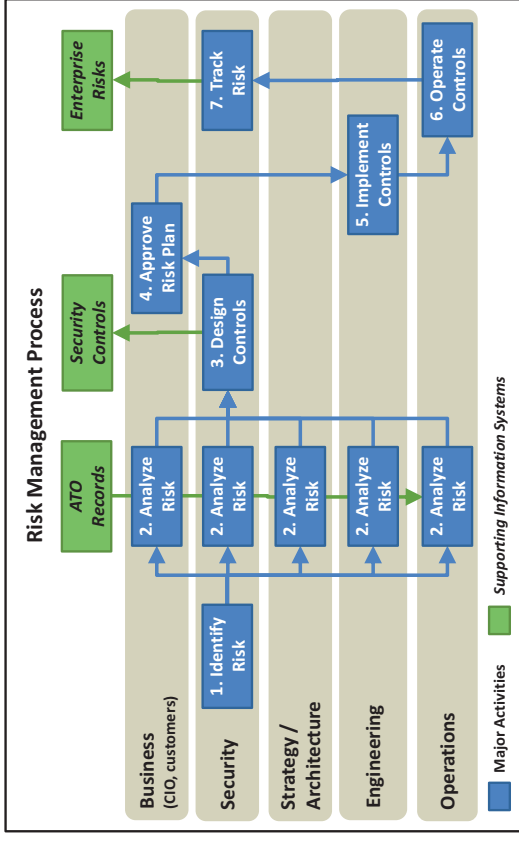 Risk Management Process
ATO
Records
Security
Controls
Enterprise
Risks
Business
(CIO, customers)
2. Analyze
Risk
4. Approve
Risk Plan
Security
1. Identify
Risk
2. Analyze
Risk
3. Design
Controls
7. Track
Risk
Strategy /
Architecture
2. Analyze
Risk
Engineering
2. Analyze
Risk
5. Implement
Controls
Operations
2. Analyze
Risk
6. Operate
Controls
Major Activities
Supporting Information Systems